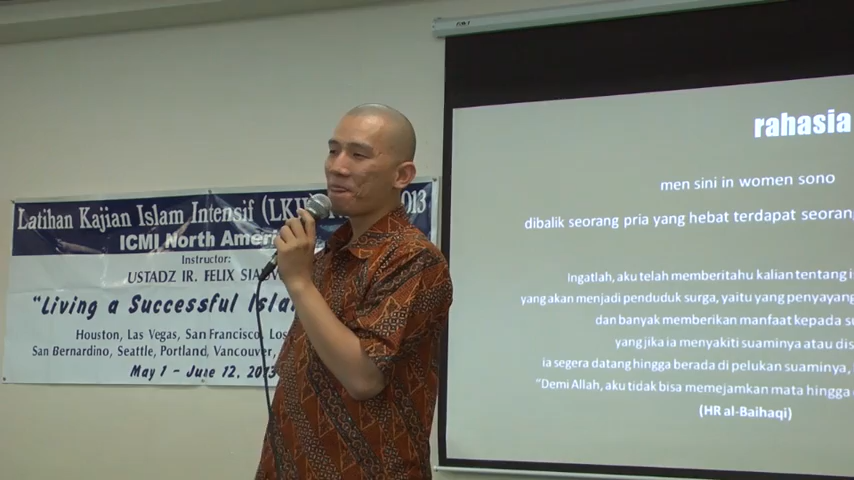 Latihan Kajian Islam Intensif (LKII) 2013
ICMI North Amer
Instructor:
USTADZ IR. FELIX SIAUW
"Living a Successful Isla
Houston, Las Vegas, San Francisco, Los
San Bernardino, Seattle, Portland, Vancouver,
May 1 - June 12, 2013
rahasia
men sini in women sono
dibalik seorang pria yang hebat terdapat seoran
ingatlah, aku telah memberitahu kalian tentang i
yang akan menjadi penduduk surga, yaitu yang penyayang
dan banyak memberikan manfaat kepada s
yang jika ia menyakiti suaminya atau dis
ia segera datang hingga berada di pelukan suaminya,
"Demi Allah, aku tidak bisa memejamkan mata hingga
(HR al-Baihaqi)